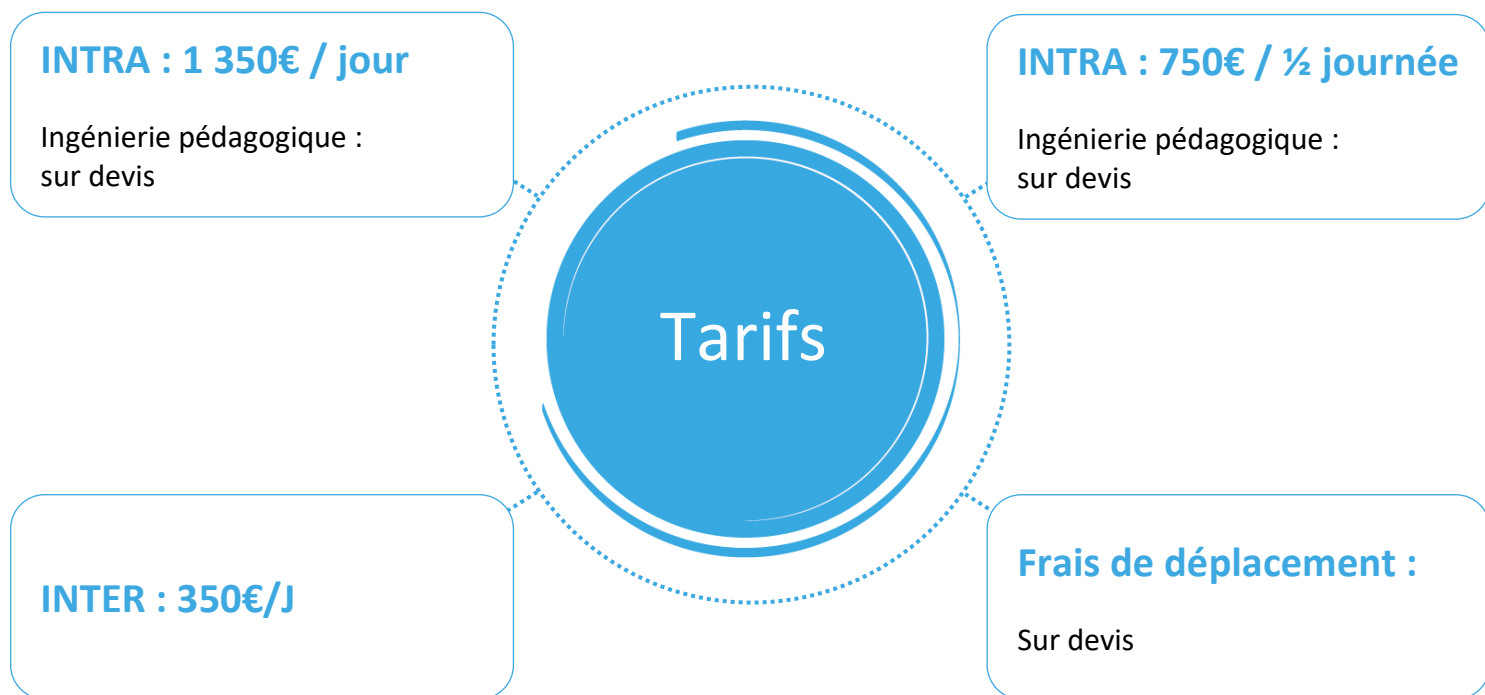 INTRA : 1 350€ / jour
Ingénierie pédagogique :
sur devis
INTRA : 750€ / ½ journée
Ingénierie pédagogique :
sur devis
Tarifs
INTER : 350€/J
Frais de déplacement :
Sur devis